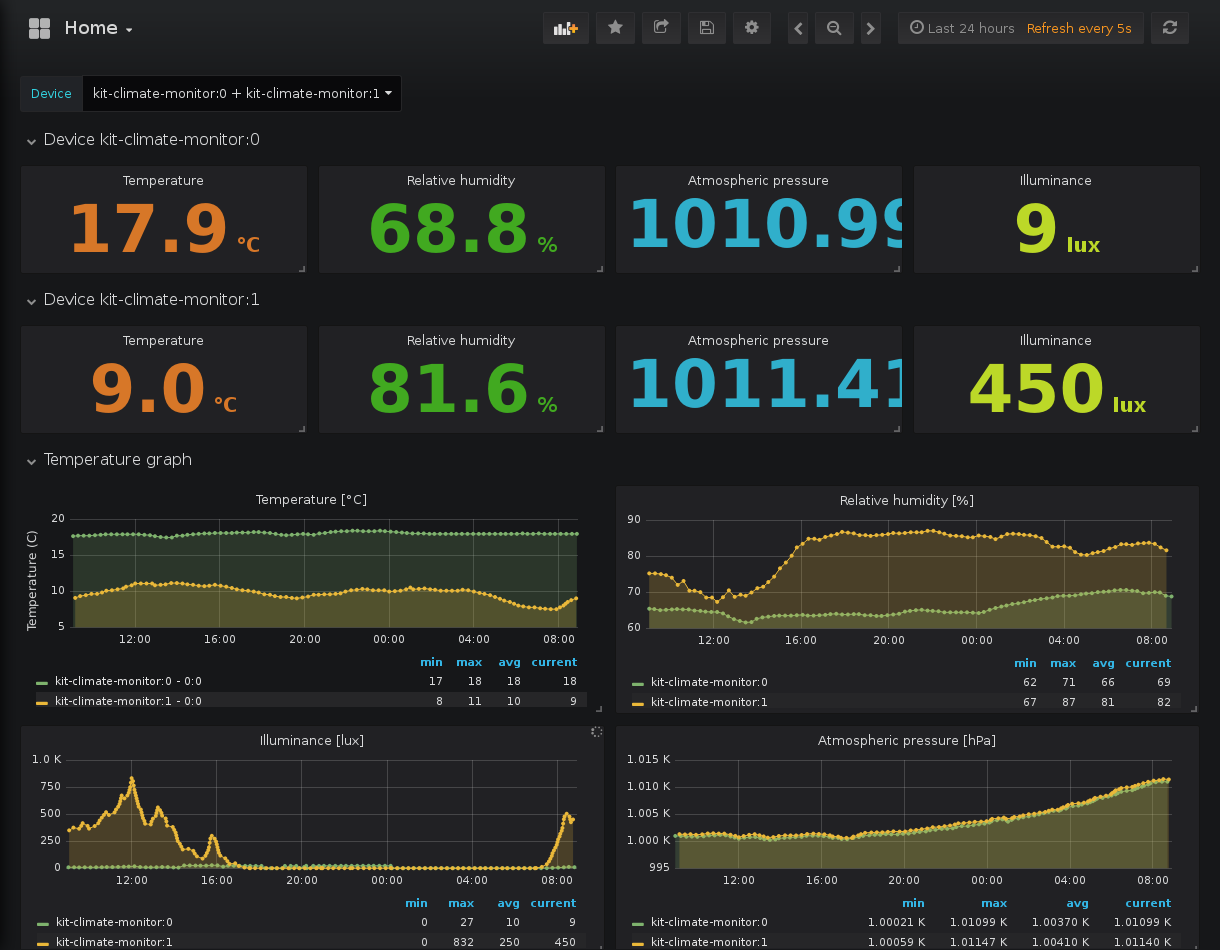 Home
Last 24 hours Refresh every 5s
Device kit-climate-monitor:0 + kit-climate-monitor:1
Device kit-climate-monitor:0
Temperature Relative humidity Atmospheric pressure Illuminance
17.9 °C 68.8 % 1010.99 9 lux
Device kit-climate-monitor:1
Temperature Relative humidity Atmospheric pressure Illuminance
9.0 °C 81.6 % 1011.41 450 lux
Temperature graph
Temperature [°C]
Temperature (C)
20
15
10
5
12:00 16:00 20:00 00:00 04:00 08:00
min max avg current
kit-climate-monitor:0 - 0:0 17 18 18 18
kit-climate-monitor:1 - 0:0 8 11 10 9
Relative humidity [%]
90
80
70
60
12:00 16:00 20:00 00:00 04:00 08:00
min max avg current
kit-climate-monitor:0 62 71 66 69
kit-climate-monitor:1 67 87 81 82
Illuminance [lux]
1.0 K
750
500
250
0
12:00 16:00 20:00 00:00 04:00 08:00
min max avg current
kit-climate-monitor:0 0 27 10 9
kit-climate-monitor:1 0 832 250 450
Atmospheric pressure [hPa]
1.015 K
1.010 K
1.005 K
1.000 K
995
12:00 16:00 20:00 00:00 04:00 08:00
min max avg current
kit-climate-monitor:0 1.00021 K 1.01099 K 1.00370 K 1.01099 K
kit-climate-monitor:1 1.00059 K 1.01147 K 1.00410 K 1.01140 K